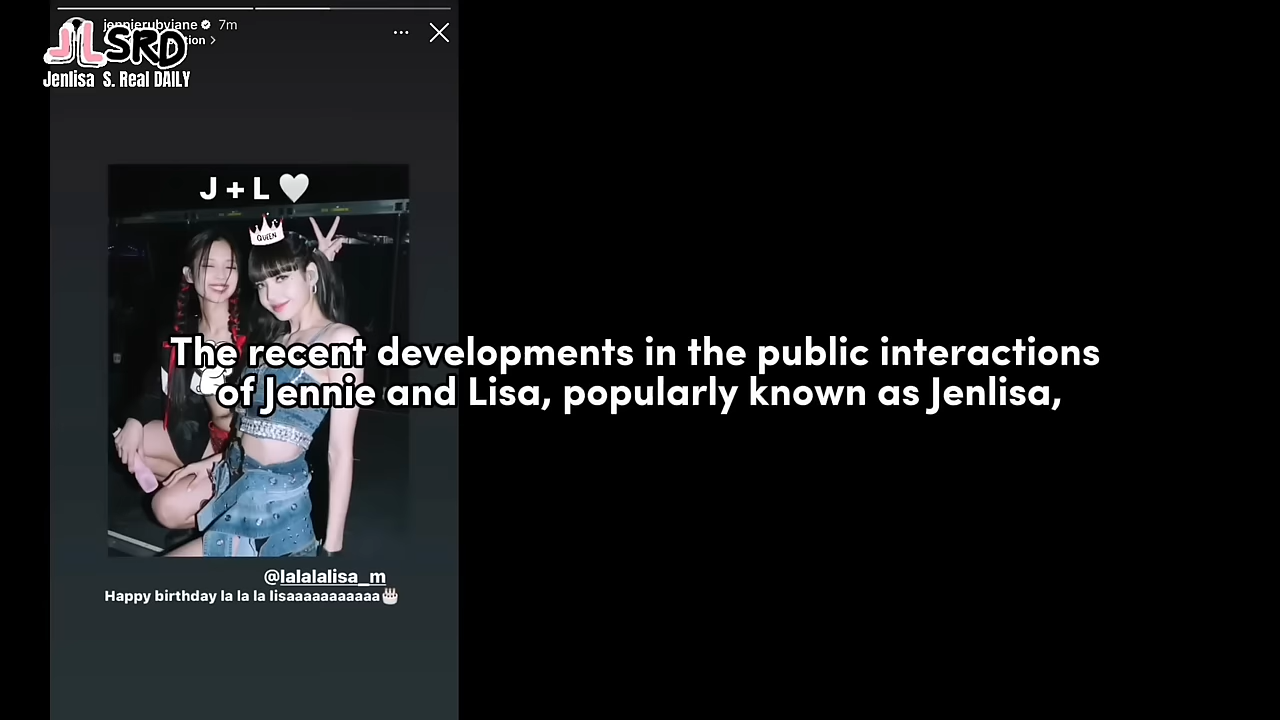 jennierubyjane 7m
tion >
JLSRD
Jenlisa S. Real DAILY
J + L 🤍
QUEEN
The recent developments in the public interactions
of Jennie and Lisa, popularly known as Jenlisa,
@lalalalisa_m
Happy birthday la la la lisaaaaaaaaaaa🎂